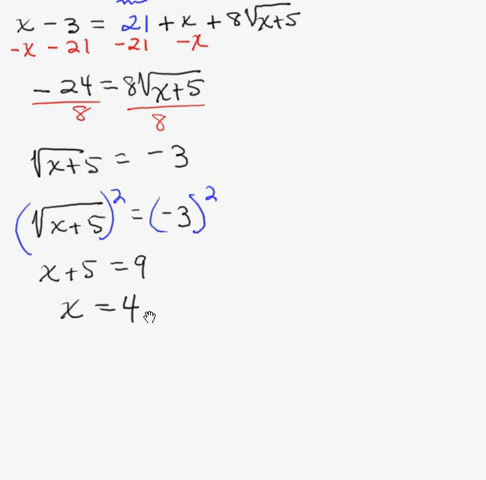 x - 3 = 21 + x + 8√x+5
-x - 21 -21 -x
- 24 = 8√x+5
8 8
√x+5 = -3
(√x+5)² = (-3)²
x+5 = 9
x = 4